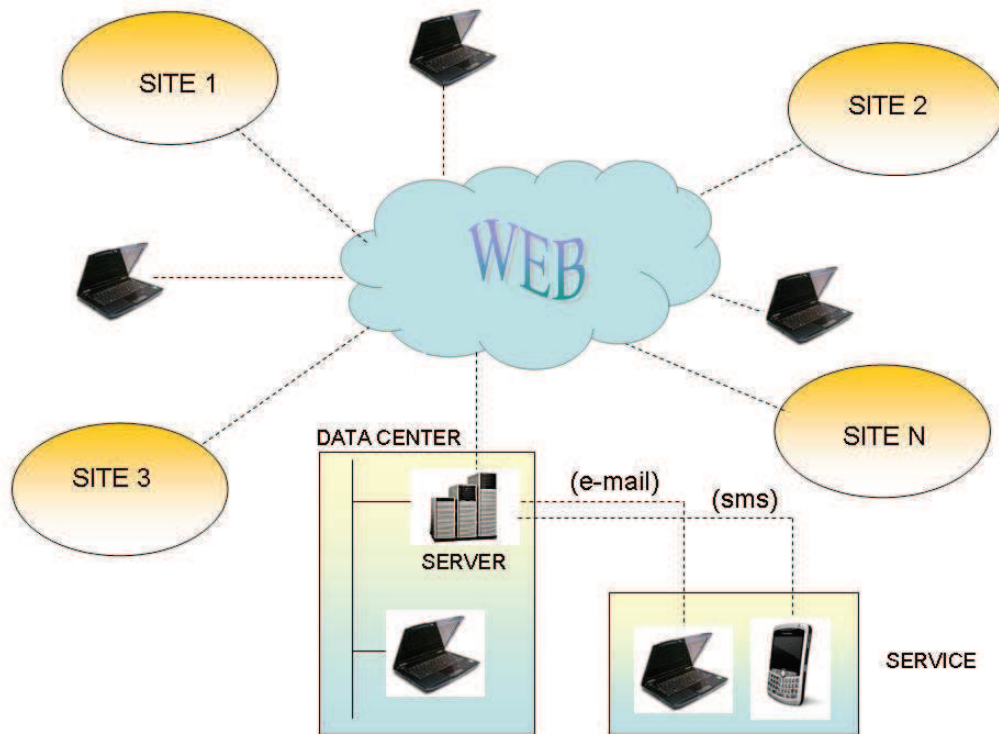 SITE 1
SITE 2
WEB
SITE 3
SITE N
DATA CENTER
(e-mail)
(sms)
SERVER
SERVICE